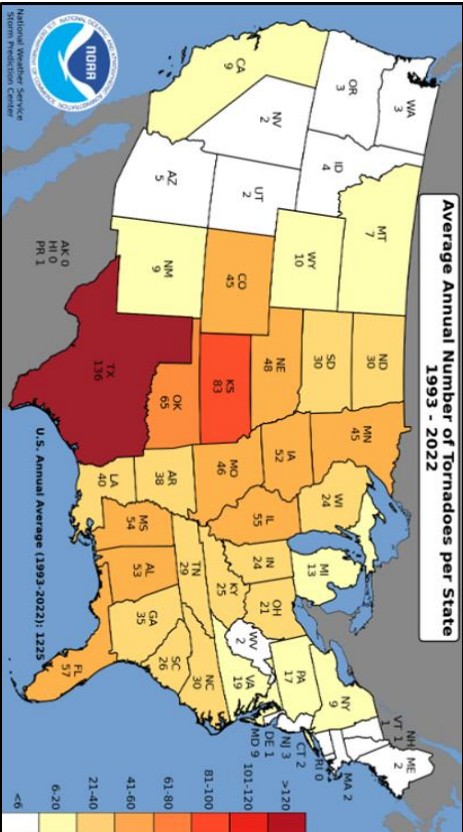 Average Annual Number of Tornadoes per State
1993 - 2022
WA
3
OR
3
CA
9
NV
2
ID
4
MT
7
WY
10
UT
2
AZ
5
CO
45
NM
9
ND
30
SD
30
NE
48
KS
83
OK
65
TX
136
MN
45
IA
52
MO
46
AR
38
LA
40
WI
24
IL
55
MI
13
IN
24
OH
21
KY
25
TN
29
MS
54
AL
53
GA
35
FL
57
SC
26
NC
30
VA
19
WV
2
PA
17
NY
9
ME
2
NH
1
VT 1
MA 2
RI 0
CT 2
NJ 3
DE 1
MD 9
AK 0
HI 0
PR 1
U.S. Annual Average (1993-2022): 1225
NOAA
NATIONAL OCEANIC AND ATMOSPHERIC ADMINISTRATION
National Weather Service
Storm Prediction Center
<6
6-20
21-40
41-60
61-80
81-100
101-120
>120